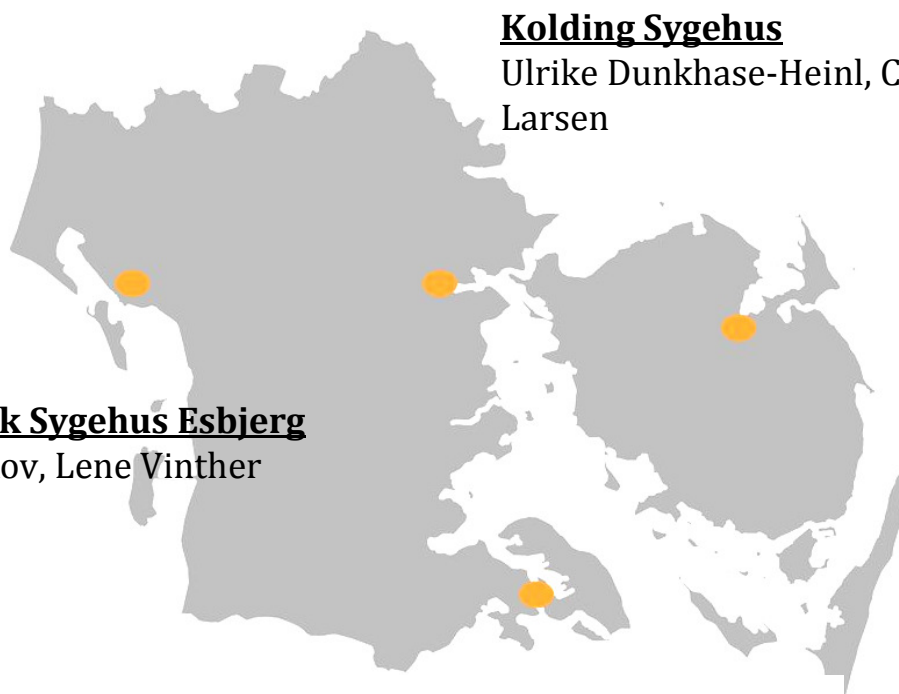 Kolding Sygehus
Ulrike Dunkhase-Heinl, C
Larsen
k Sygehus Esbjerg
ov, Lene Vinther